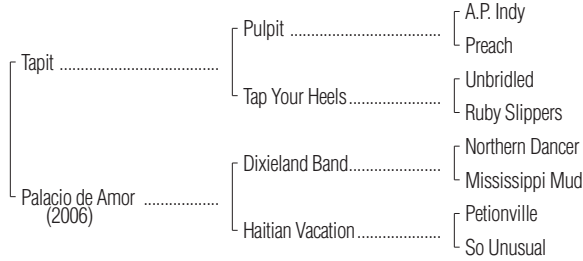 A.P. Indy
Pulpit ........................
Preach
Tapit ..........................................
Unbridled
Tap Your Heels........................
Ruby Slippers
Northern Dancer
Dixieland Band........................
Mississippi Mud
Palacio de Amor ....................
(2006)
Petionville
Haitian Vacation......................
So Unusual